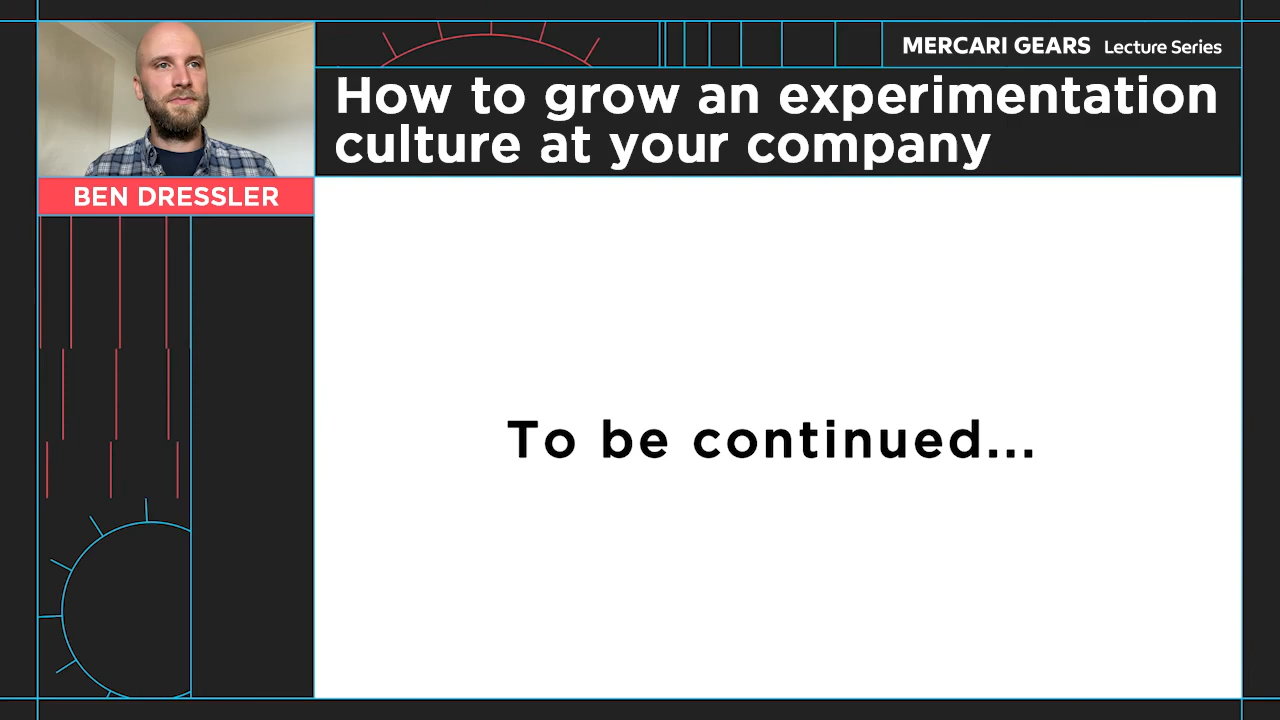 MERCARI GEARS Lecture Series
How to grow an experimentation
culture at your company
BEN DRESSLER
To be continued...